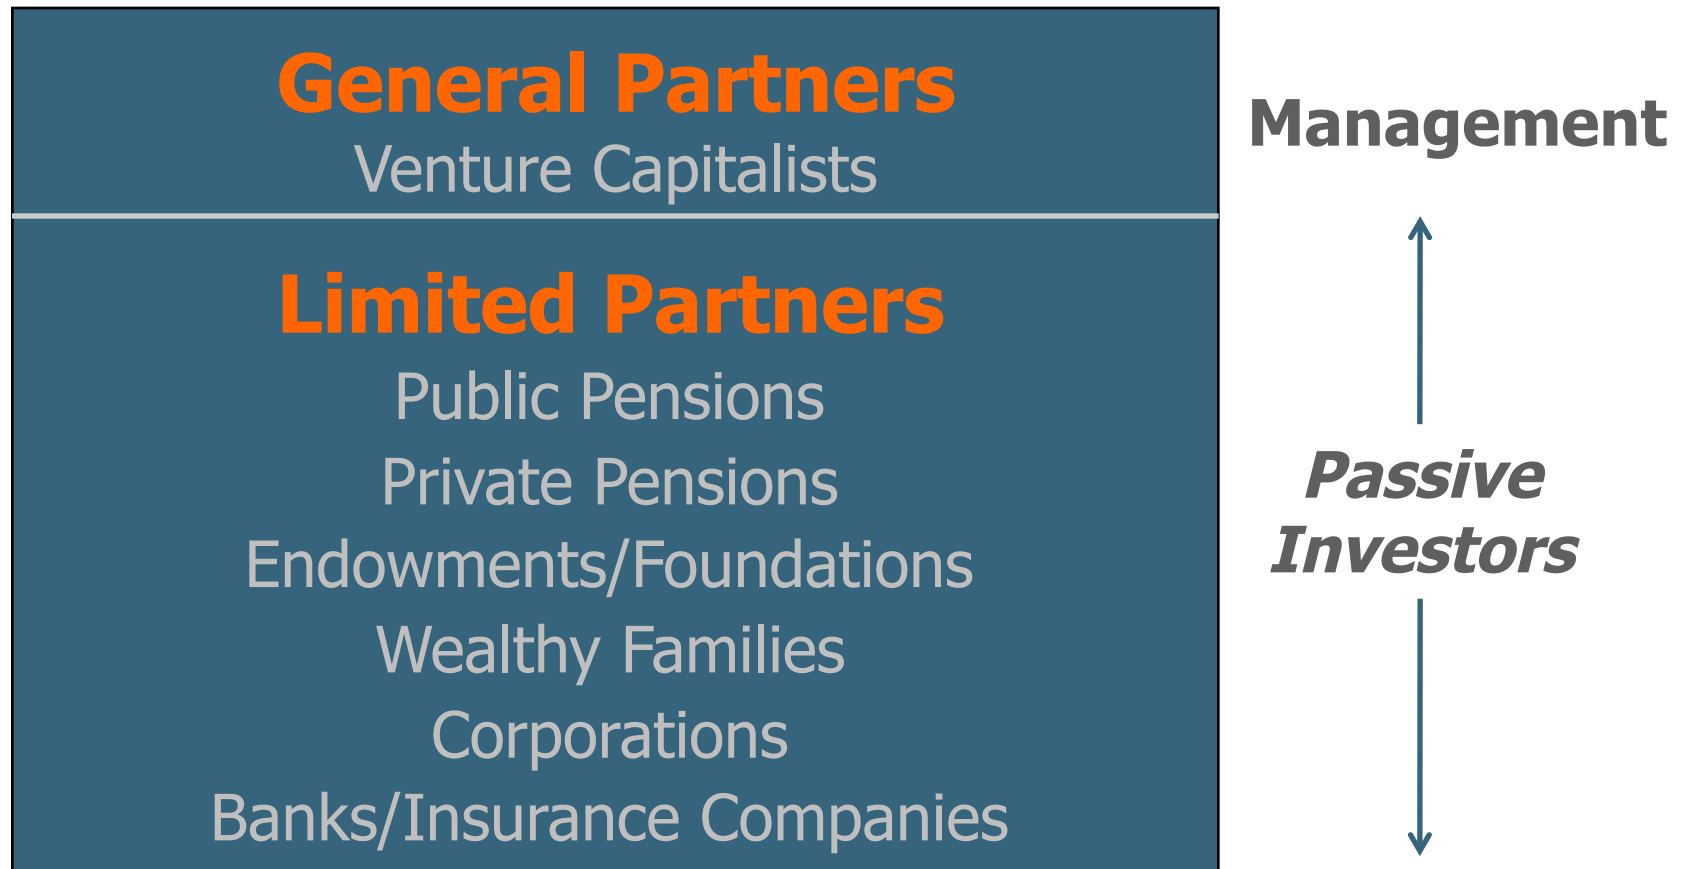 General Partners
Venture Capitalists
Management
Limited Partners
Public Pensions
Private Pensions
Endowments/Foundations
Wealthy Families
Corporations
Banks/Insurance Companies
Passive
Investors